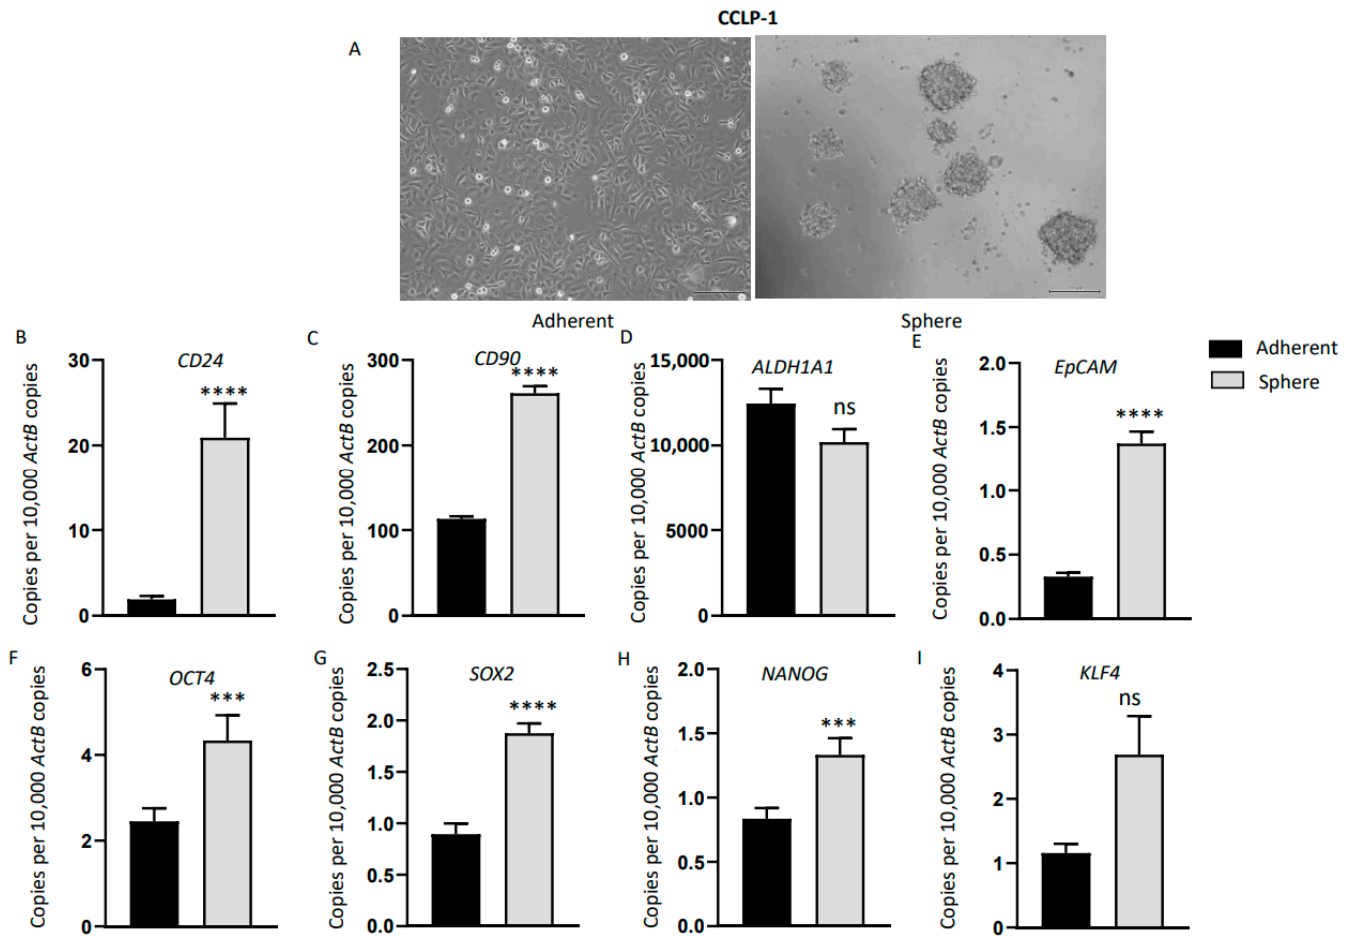 CCLP-1
A
Adherent
Sphere
Adherent
Sphere
B
CD24
****
30
20
10
0
Copies per 10,000 ActB copies
C
CD90
****
300
200
100
0
Copies per 10,000 ActB copies
D
ALDH1A1
ns
15,000
10,000
5000
0
Copies per 10,000 ActB copies
E
EpCAM
****
2.0
1.5
1.0
0.5
0.0
Copies per 10,000 ActB copies
F
OCT4
***
6
4
2
0
Copies per 10,000 ActB copies
G
SOX2
****
2.5
2.0
1.5
1.0
0.5
0.0
Copies per 10,000 ActB copies
H
NANOG
***
2.0
1.5
1.0
0.5
0.0
Copies per 10,000 ActB copies
I
KLF4
ns
4
3
2
1
0
Copies per 10,000 ActB copies